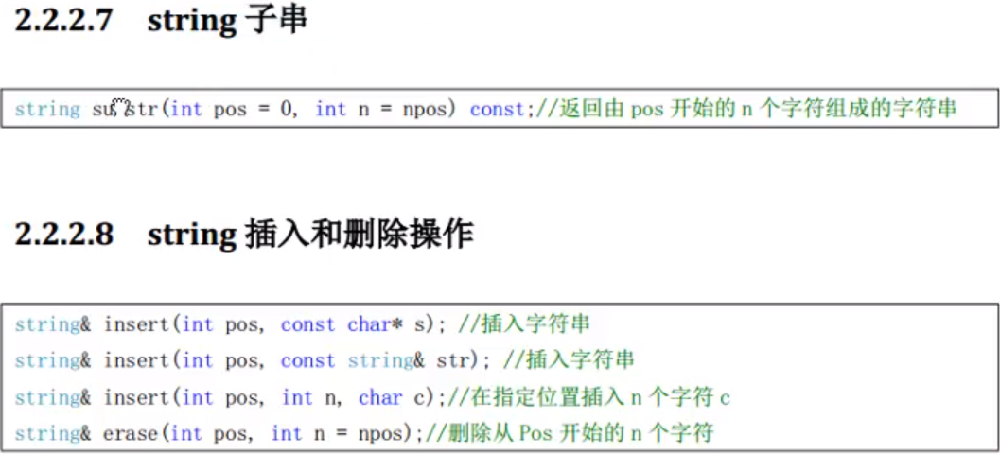 2.2.2.7 string 子串
string substr(int pos = 0, int n = npos) const;//返回由 pos 开始的 n 个字符组成的字符串
2.2.2.8 string 插入和删除操作
string& insert(int pos, const char* s); //插入字符串
string& insert(int pos, const string& str); //插入字符串
string& insert(int pos, int n, char c);//在指定位置插入 n 个字符 c
string& erase(int pos, int n = npos);//删除从 Pos 开始的 n 个字符